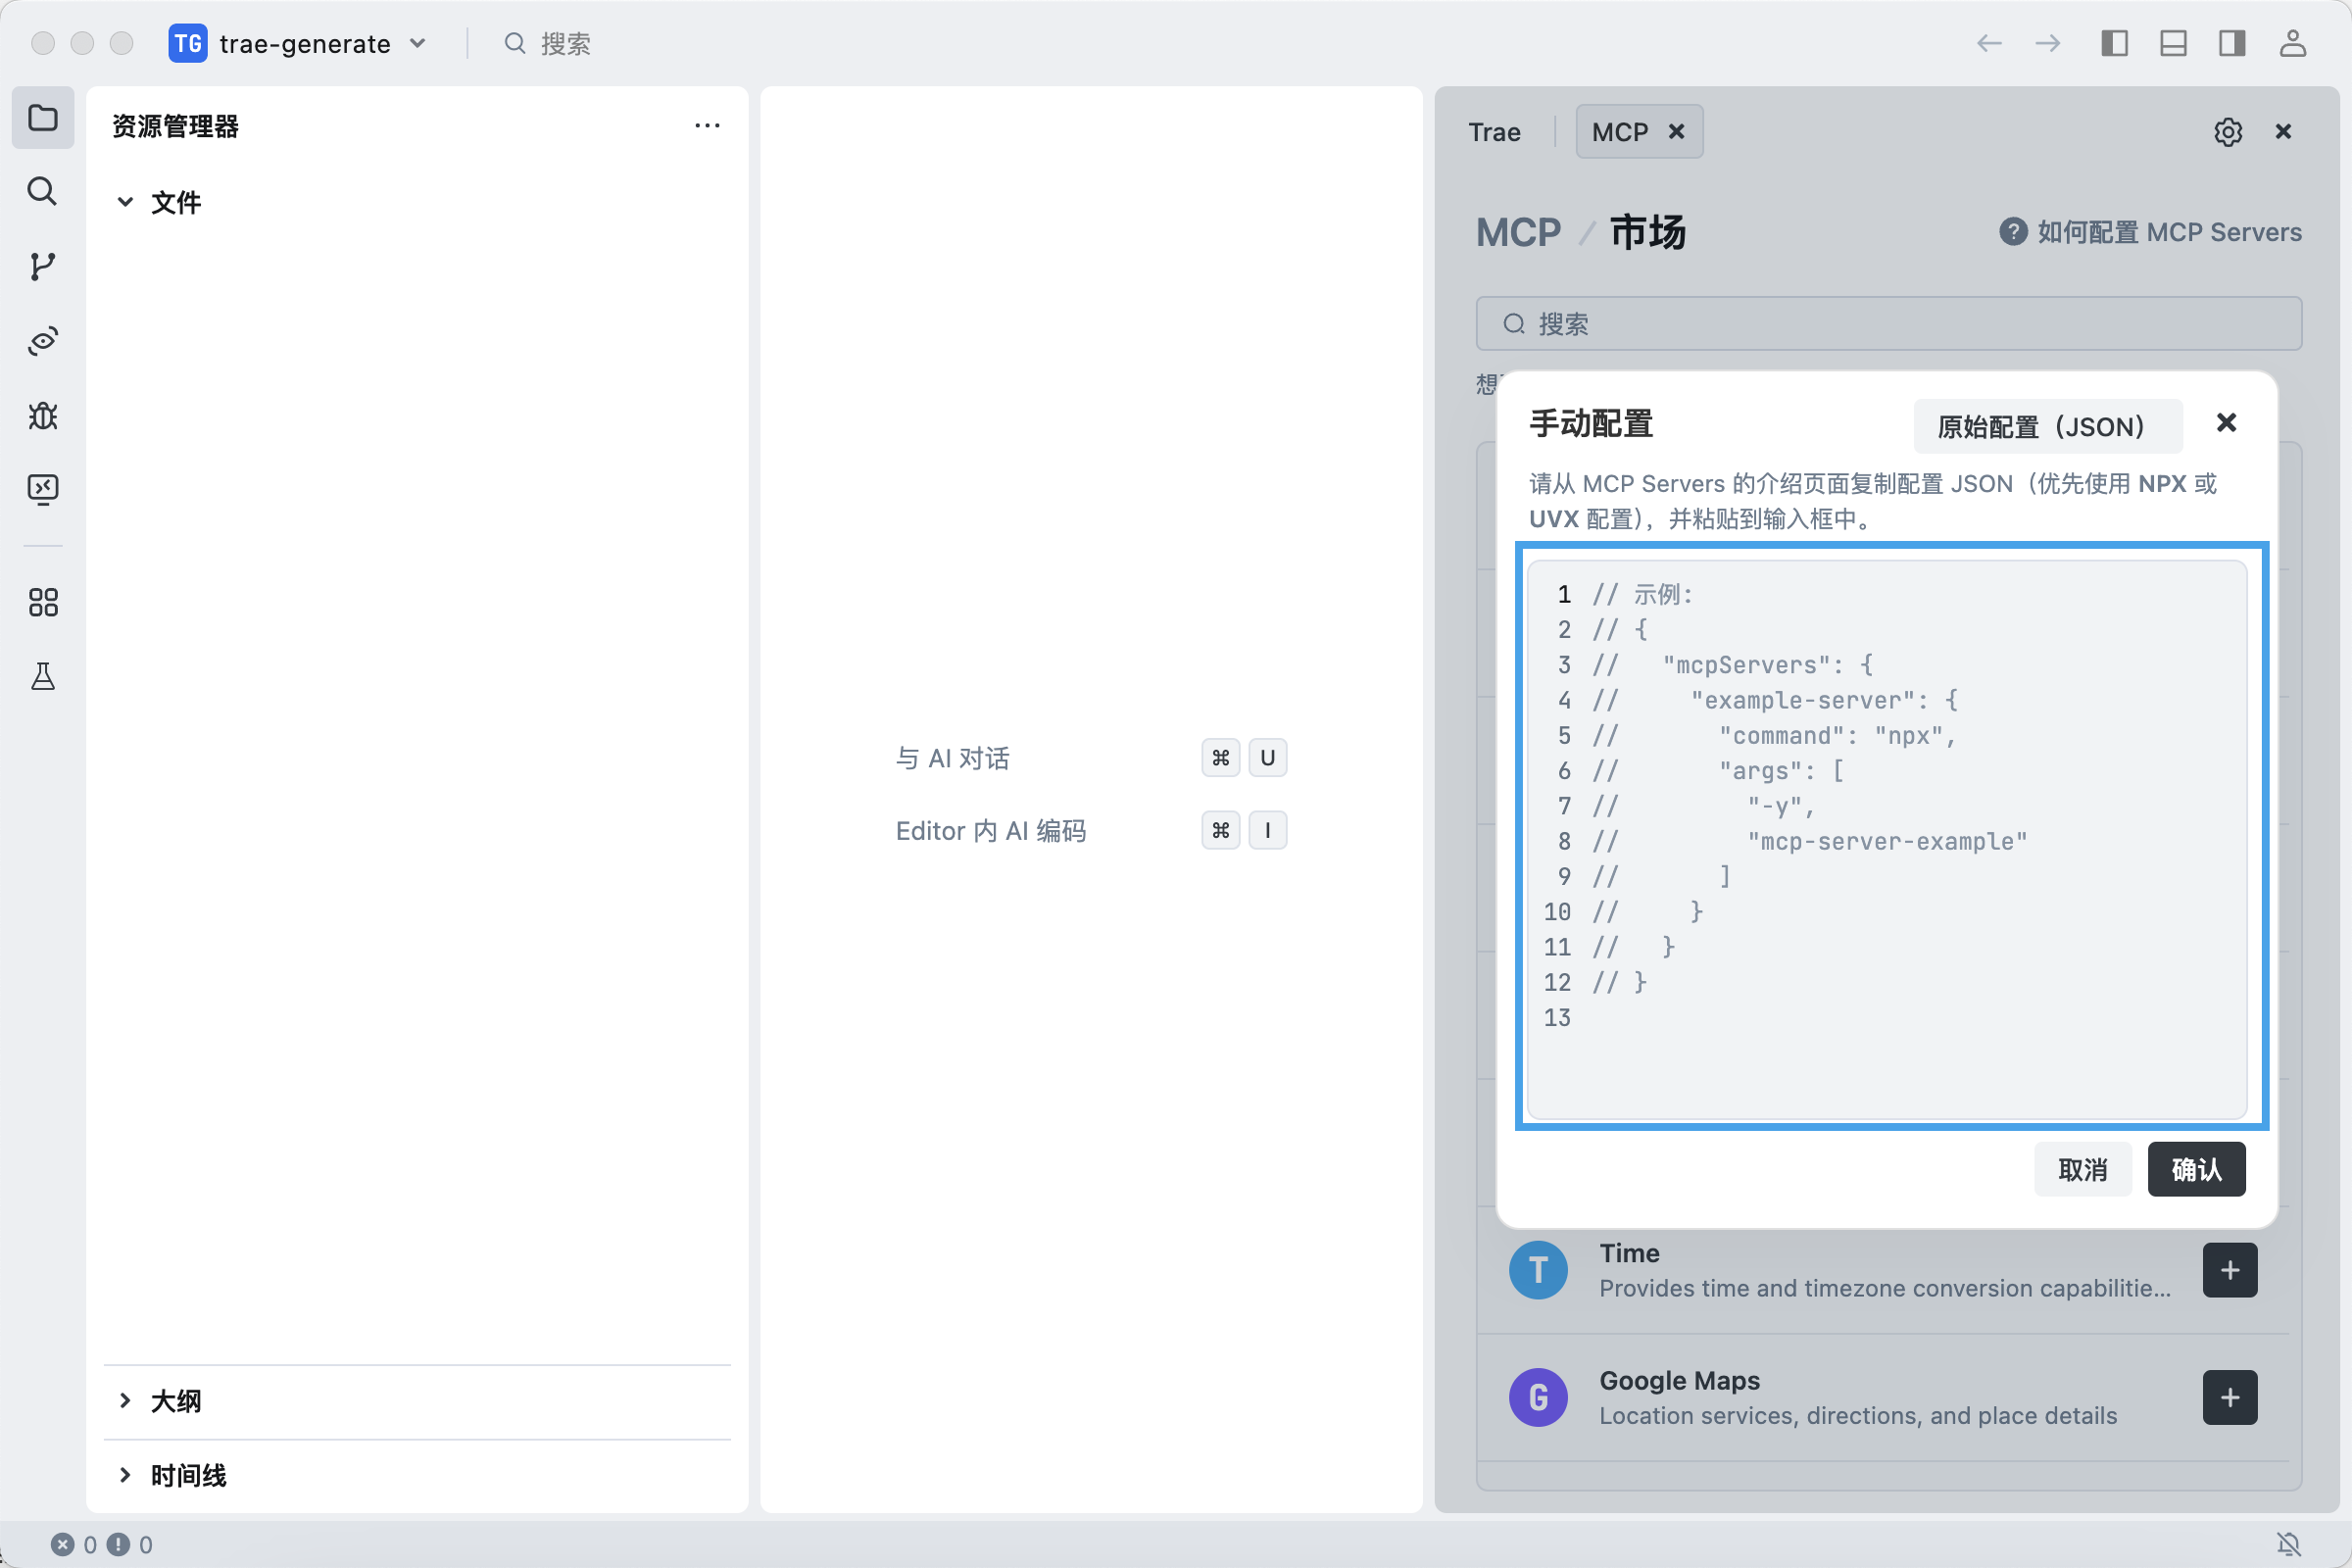 TG trae-generate
搜索
资源管理器
文件
大纲
时间线
0 0
与 AI 对话 ⌘ U
Editor 内 AI 编码 ⌘ I
Trae MCP
MCP / 市场
如何配置 MCP Servers
搜索
想
手动配置
原始配置（JSON）
请从 MCP Servers 的介绍页面复制配置 JSON（优先使用 NPX 或
UVX 配置），并粘贴到输入框中。
1 // 示例:
2 // {
3 //   "mcpServers": {
4 //     "example-server": {
5 //       "command": "npx",
6 //       "args": [
7 //         "-y",
8 //         "mcp-server-example"
9 //       ]
10 //     }
11 //   }
12 // }
13
取消 确认
T Time
Provides time and timezone conversion capabilitie...
G Google Maps
Location services, directions, and place details